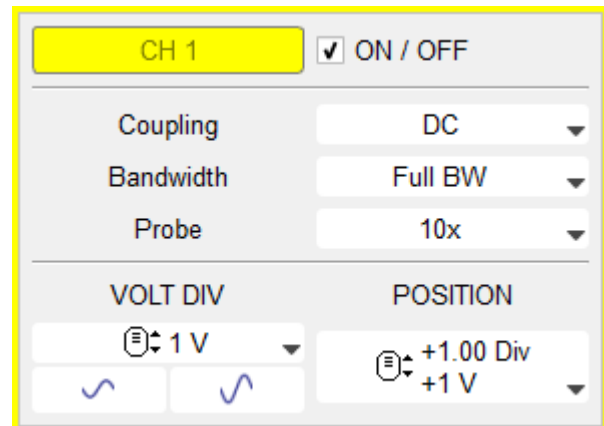 CH 1 ON / OFF
Coupling DC
Bandwidth Full BW
Probe 10x
VOLT DIV POSITION
1 V
+1.00 Div
+1 V